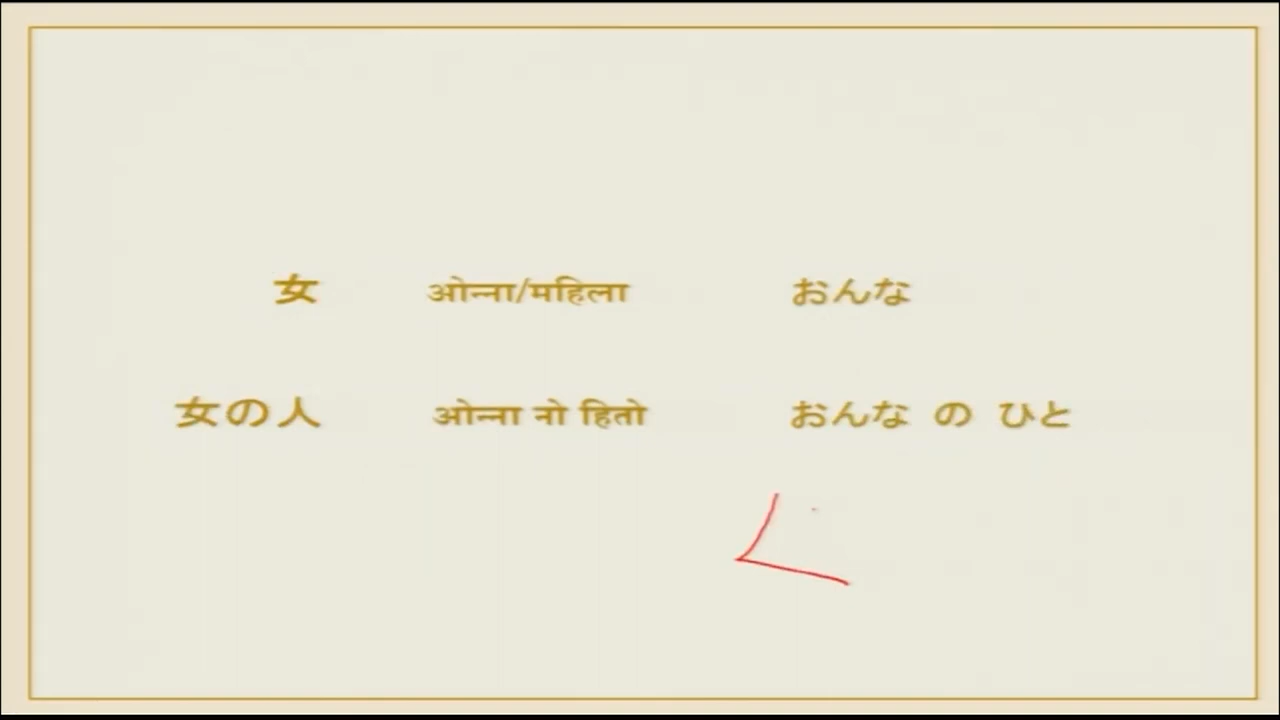 女 ओन्ना/महिला おんな
女の人 ओन्ना नो हितो おんな の ひと